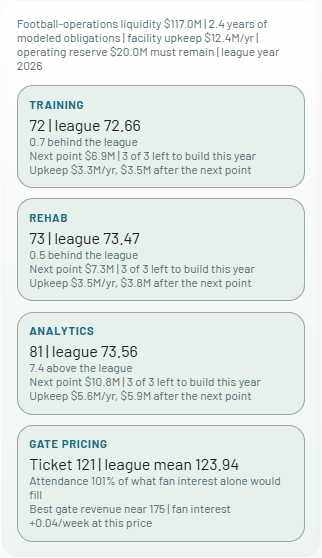 Football-operations liquidity $117.0M | 2.4 years of
modeled obligations | facility upkeep $12.4M/yr |
operating reserve $20.0M must remain | league year
2026
TRAINING
72 | league 72.66
0.7 behind the league
Next point $6.9M | 3 of 3 left to build this year
Upkeep $3.3M/yr, $3.5M after the next point
REHAB
73 | league 73.47
0.5 behind the league
Next point $7.3M | 3 of 3 left to build this year
Upkeep $3.5M/yr, $3.8M after the next point
ANALYTICS
81 | league 73.56
7.4 above the league
Next point $10.8M | 3 of 3 left to build this year
Upkeep $5.6M/yr, $5.9M after the next point
GATE PRICING
Ticket 121 | league mean 123.94
Attendance 101% of what fan interest alone would
fill
Best gate revenue near 175 | fan interest
+0.04/week at this price